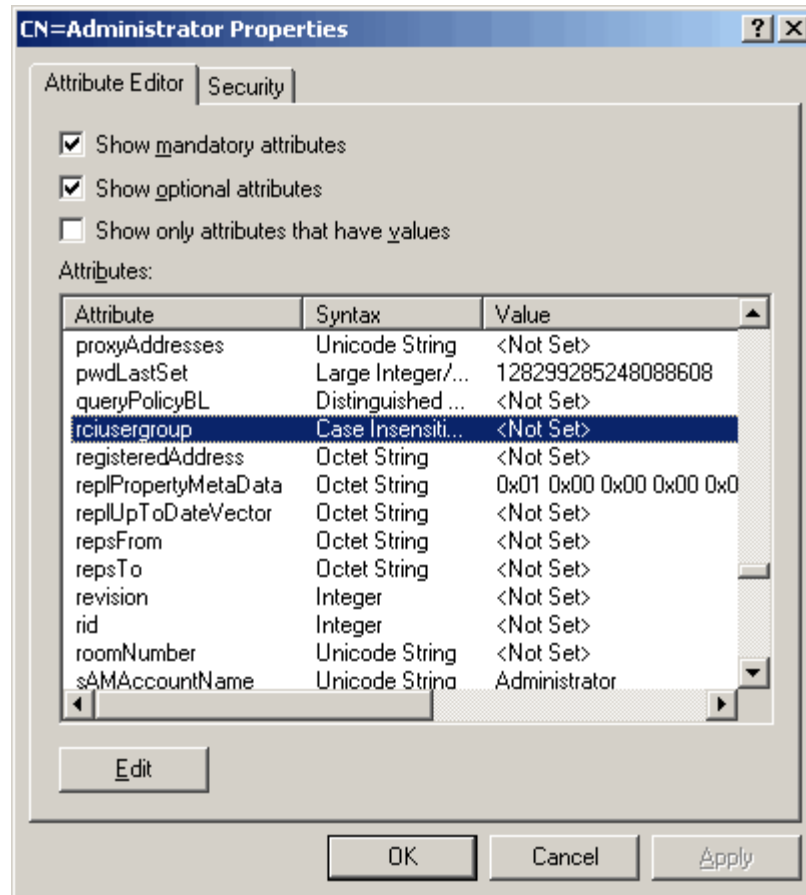 CN=Administrator Properties
Attribute Editor Security
Show mandatory attributes
Show optional attributes
Show only attributes that have values
Attributes:
Attribute Syntax Value
proxyAddresses Unicode String <Not Set>
pwdLastSet Large Integer/... 128299285248088608
queryPolicyBL Distinguished ... <Not Set>
rciusergroup Case Insensiti... <Not Set>
registeredAddress Octet String <Not Set>
replPropertyMetaData Octet String 0x01 0x00 0x00 0x00 0x0
replUpToDateVector Octet String <Not Set>
repsFrom Octet String <Not Set>
repsTo Octet String <Not Set>
revision Integer <Not Set>
rid Integer <Not Set>
roomNumber Unicode String <Not Set>
sAMAccountName Unicode String Administrator
Edit
OK Cancel Apply